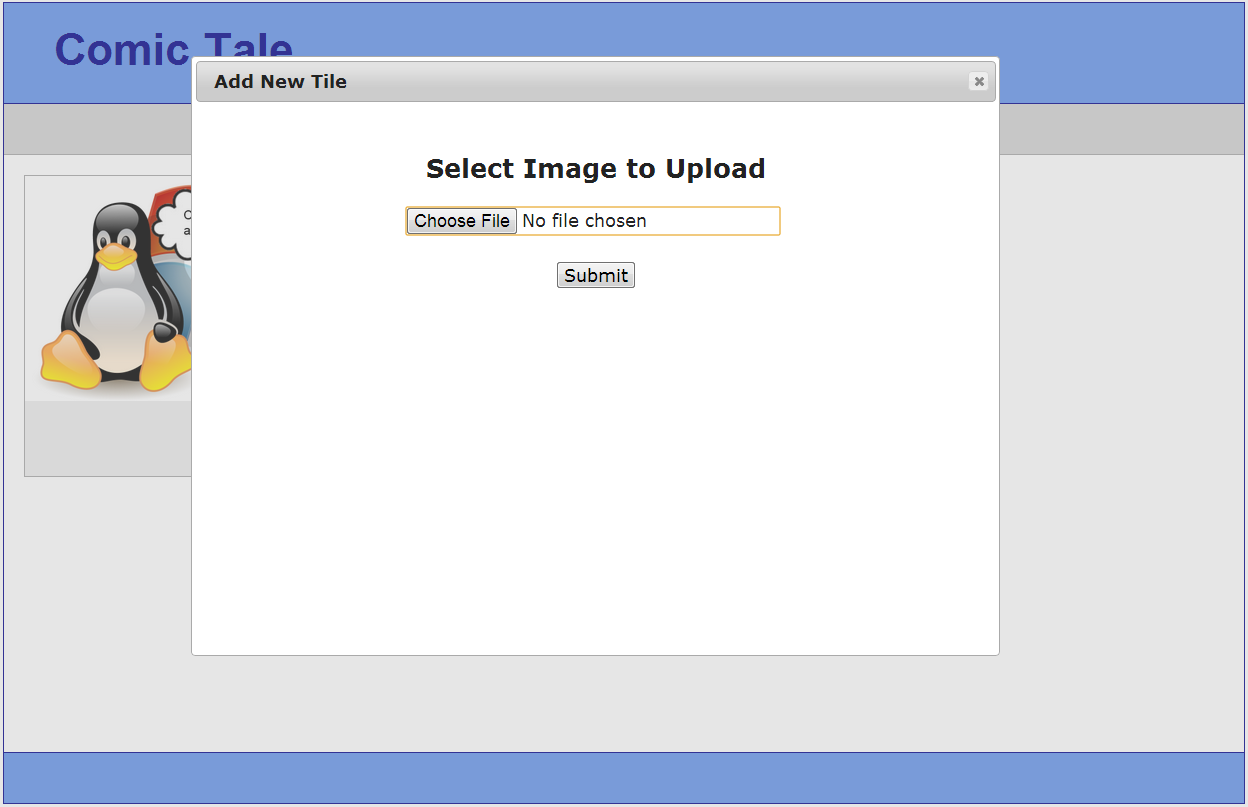 Comic Tale
Add New Tile
Select Image to Upload
Choose File No file chosen
Submit